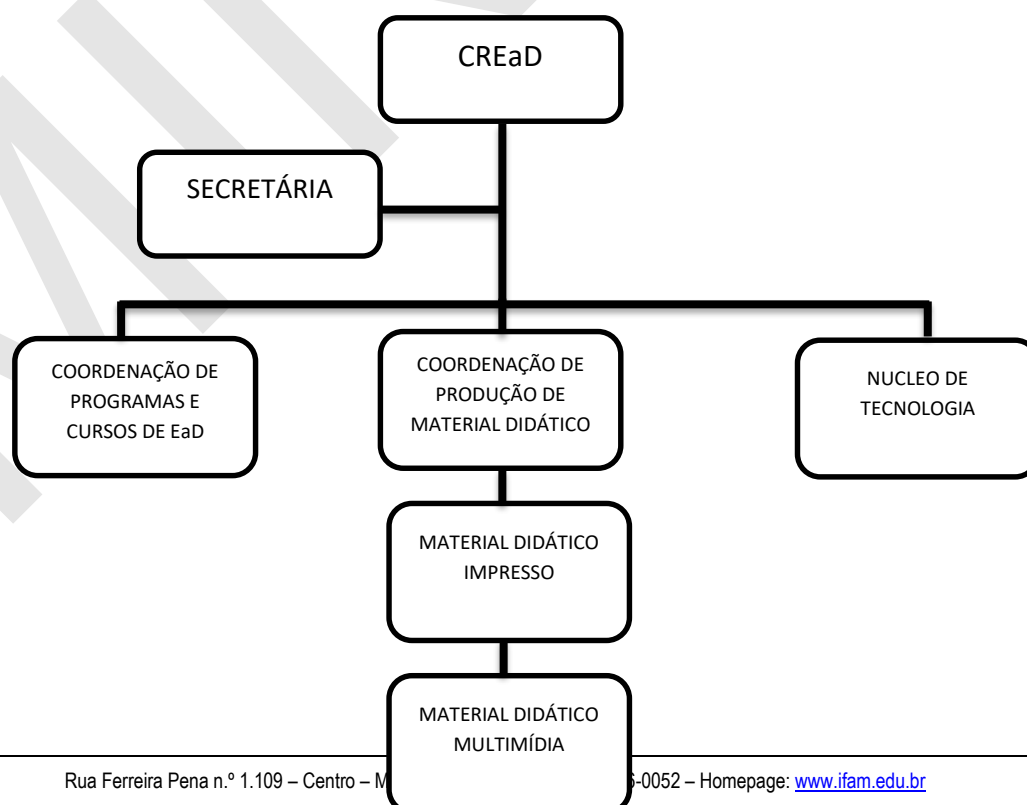 CREaD
SECRETÁRIA
COORDENAÇÃO DE
PROGRAMAS E
CURSOS DE EaD
COORDENAÇÃO DE
PRODUÇÃO DE
MATERIAL DIDÁTICO
NUCLEO DE
TECNOLOGIA
MATERIAL DIDÁTICO
IMPRESSO
MATERIAL DIDÁTICO
MULTIMÍDIA
Rua Ferreira Pena n.º 1.109 – Centro – -0052 – Homepage: www.ifam.edu.br